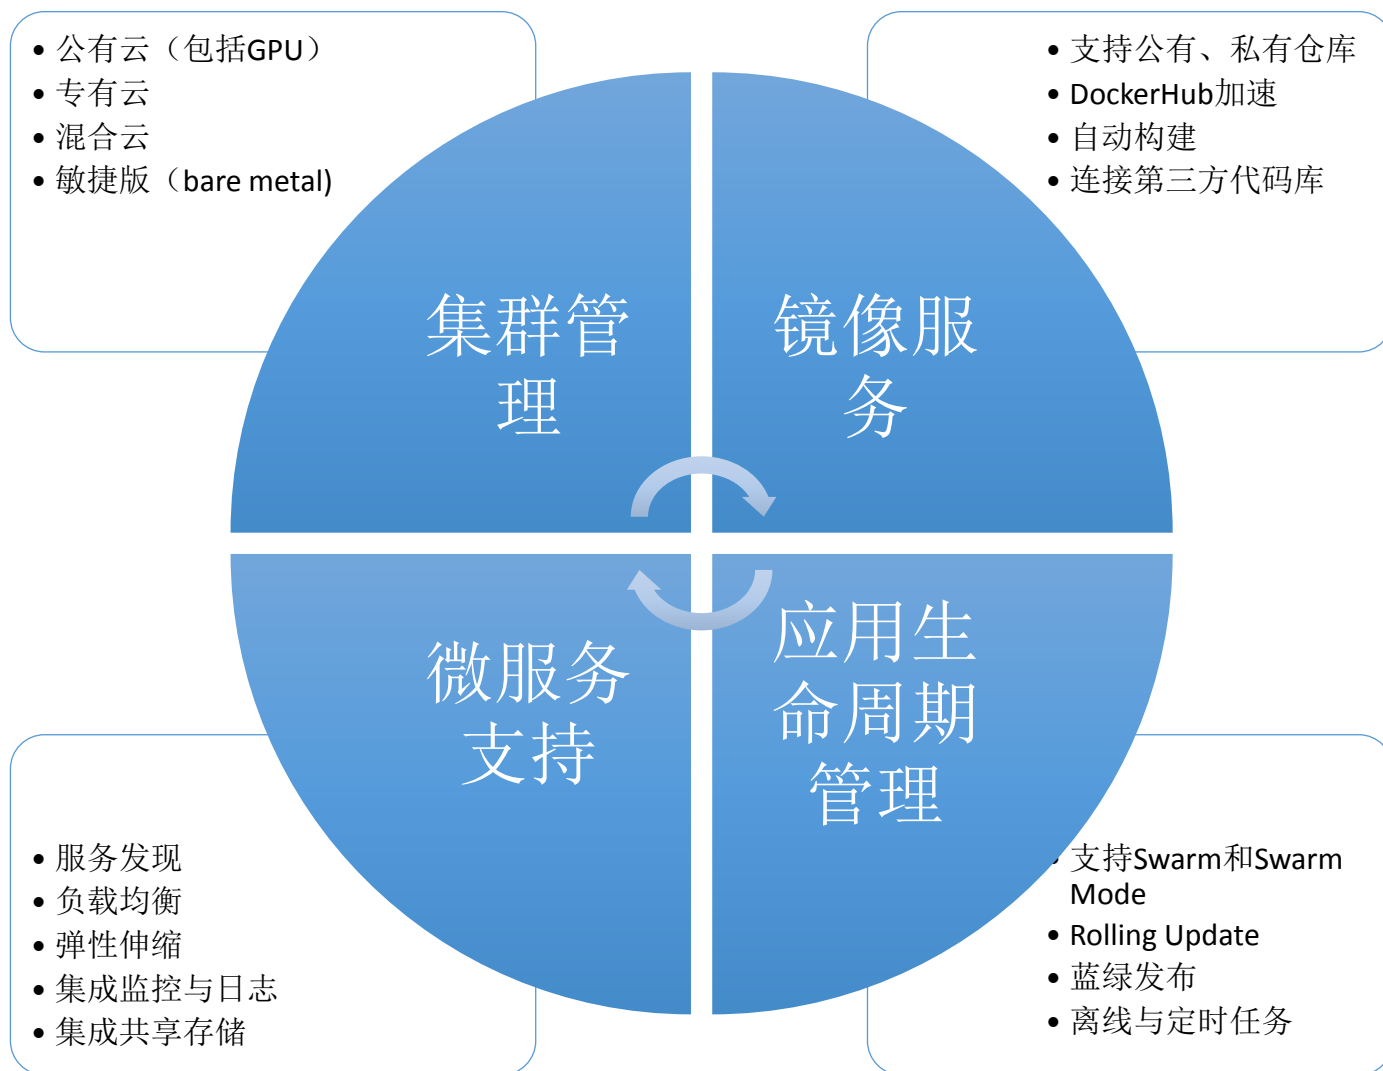 • 公有云（包括GPU）
• 专有云
• 混合云
• 敏捷版（bare metal)
• 支持公有、私有仓库
• DockerHub加速
• 自动构建
• 连接第三方代码库
集群管
理
镜像服
务
微服务
支持
应用生
命周期
管理
• 服务发现
• 负载均衡
• 弹性伸缩
• 集成监控与日志
• 集成共享存储
• 支持Swarm和Swarm
Mode
• Rolling Update
• 蓝绿发布
• 离线与定时任务